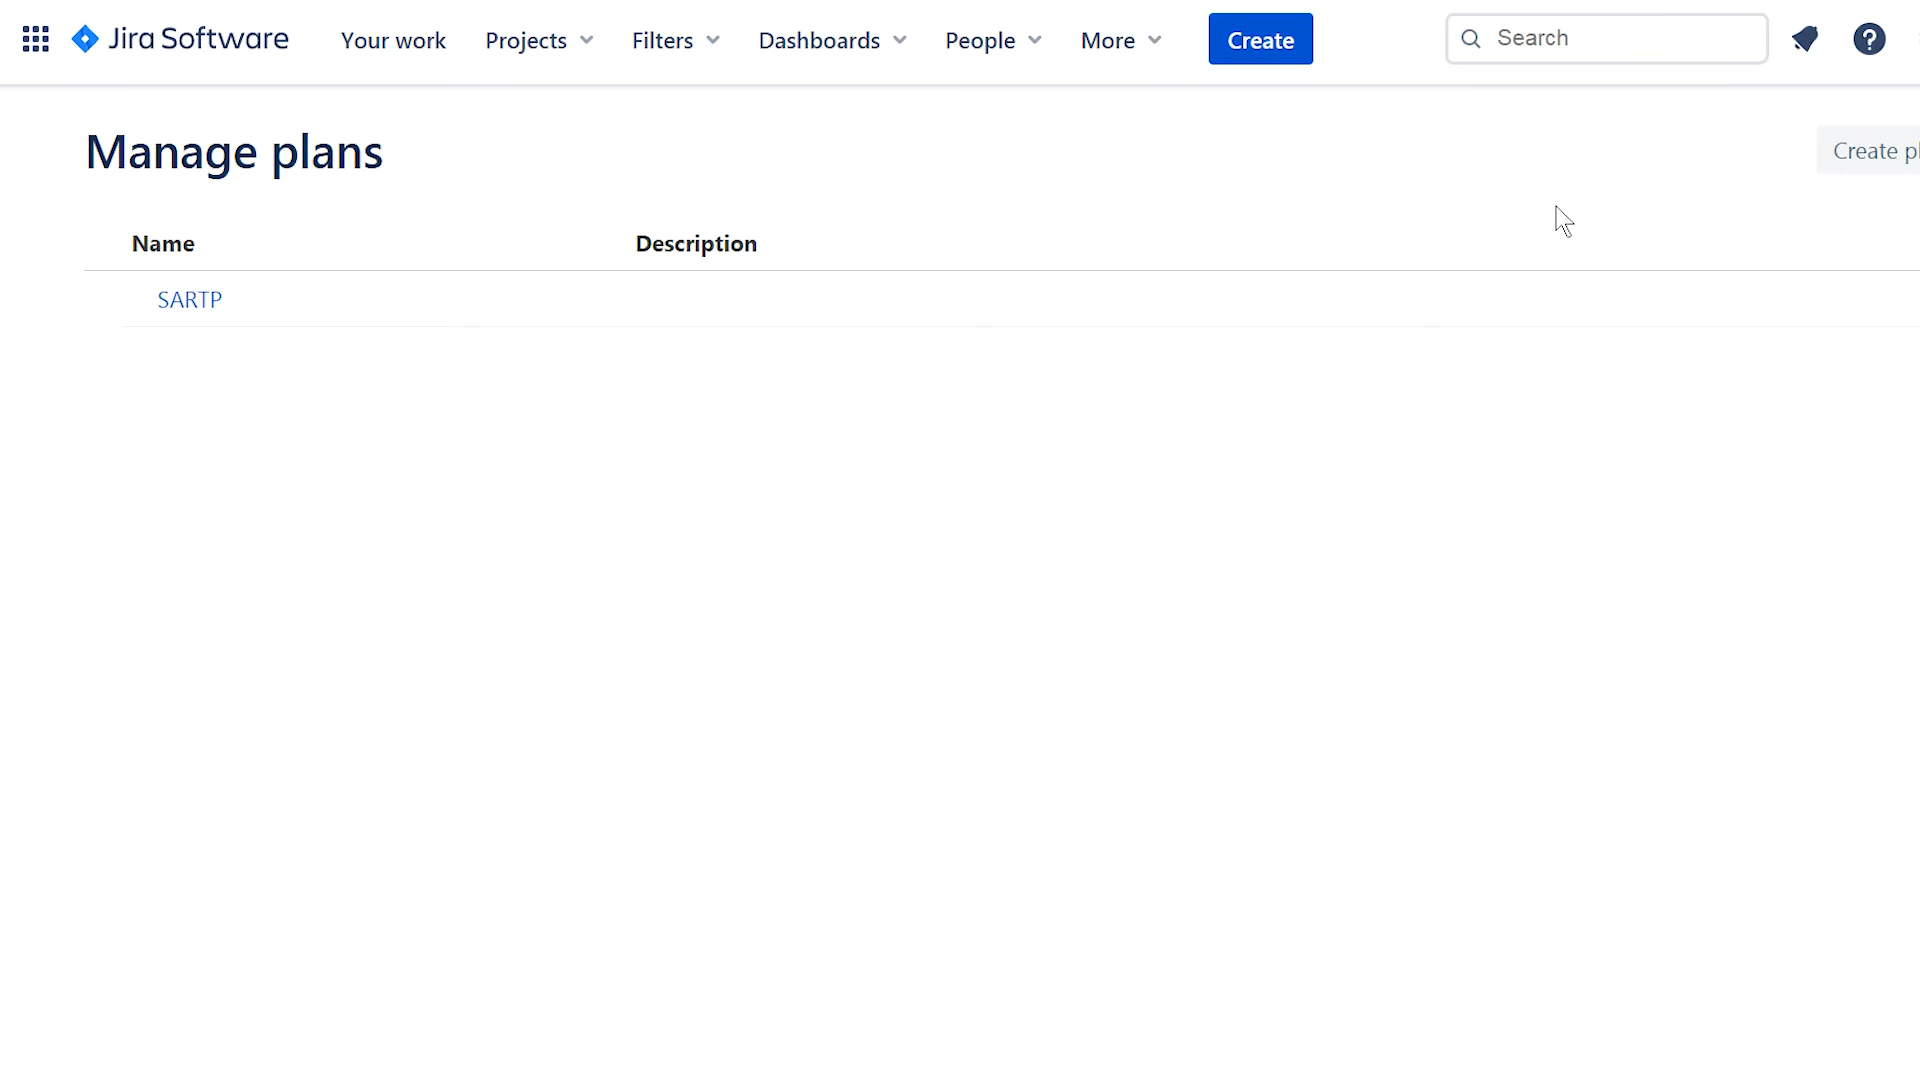 Jira Software Your work Projects Filters Dashboards People More Create Search ?
Manage plans
Create pl
Name Description
SARTP